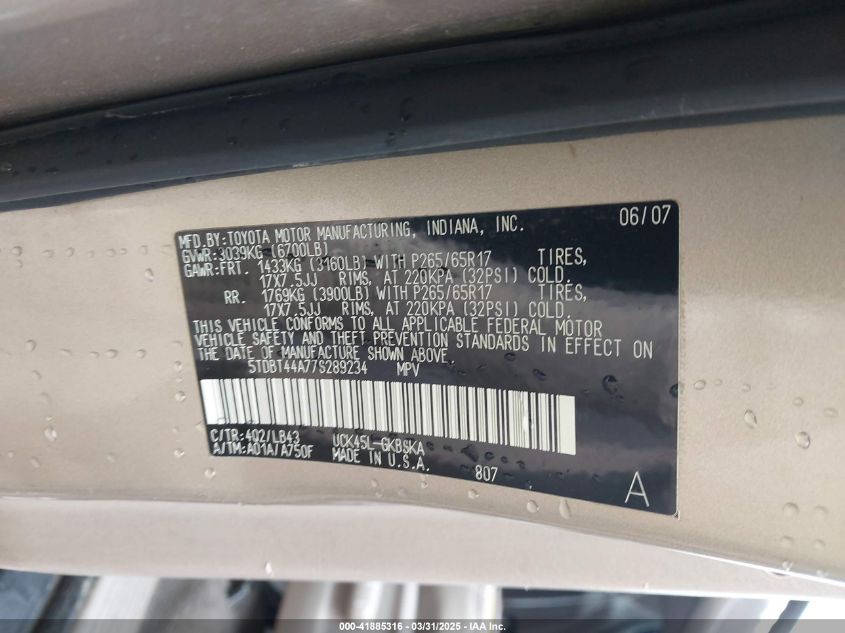 06/07
MFD.BY:TOYOTA MOTOR MANUFACTURING, INDIANA, INC.
GVWR:3039KG (6700LB)
GAWR:FRT. 1433KG (3160LB) WITH P265/65R17 TIRES,
17X7.5JJ RIMS, AT 220KPA (32PSI) COLD.
RR. 1769KG (3900LB) WITH P265/65R17 TIRES,
17X7.5JJ RIMS, AT 220KPA (32PSI) COLD.
THIS VEHICLE CONFORMS TO ALL APPLICABLE FEDERAL MOTOR
VEHICLE SAFETY AND THEFT PREVENTION STANDARDS IN EFFECT ON
THE DATE OF MANUFACTURE SHOWN ABOVE.
5TDBT44A77S289234 MPV
C/TR:402/LB43 UCK45L-GKBSKA
A/TM:A01A/A750F MADE IN U.S.A.
807
A
000-41885316 - 03/31/2025 - IAA Inc.